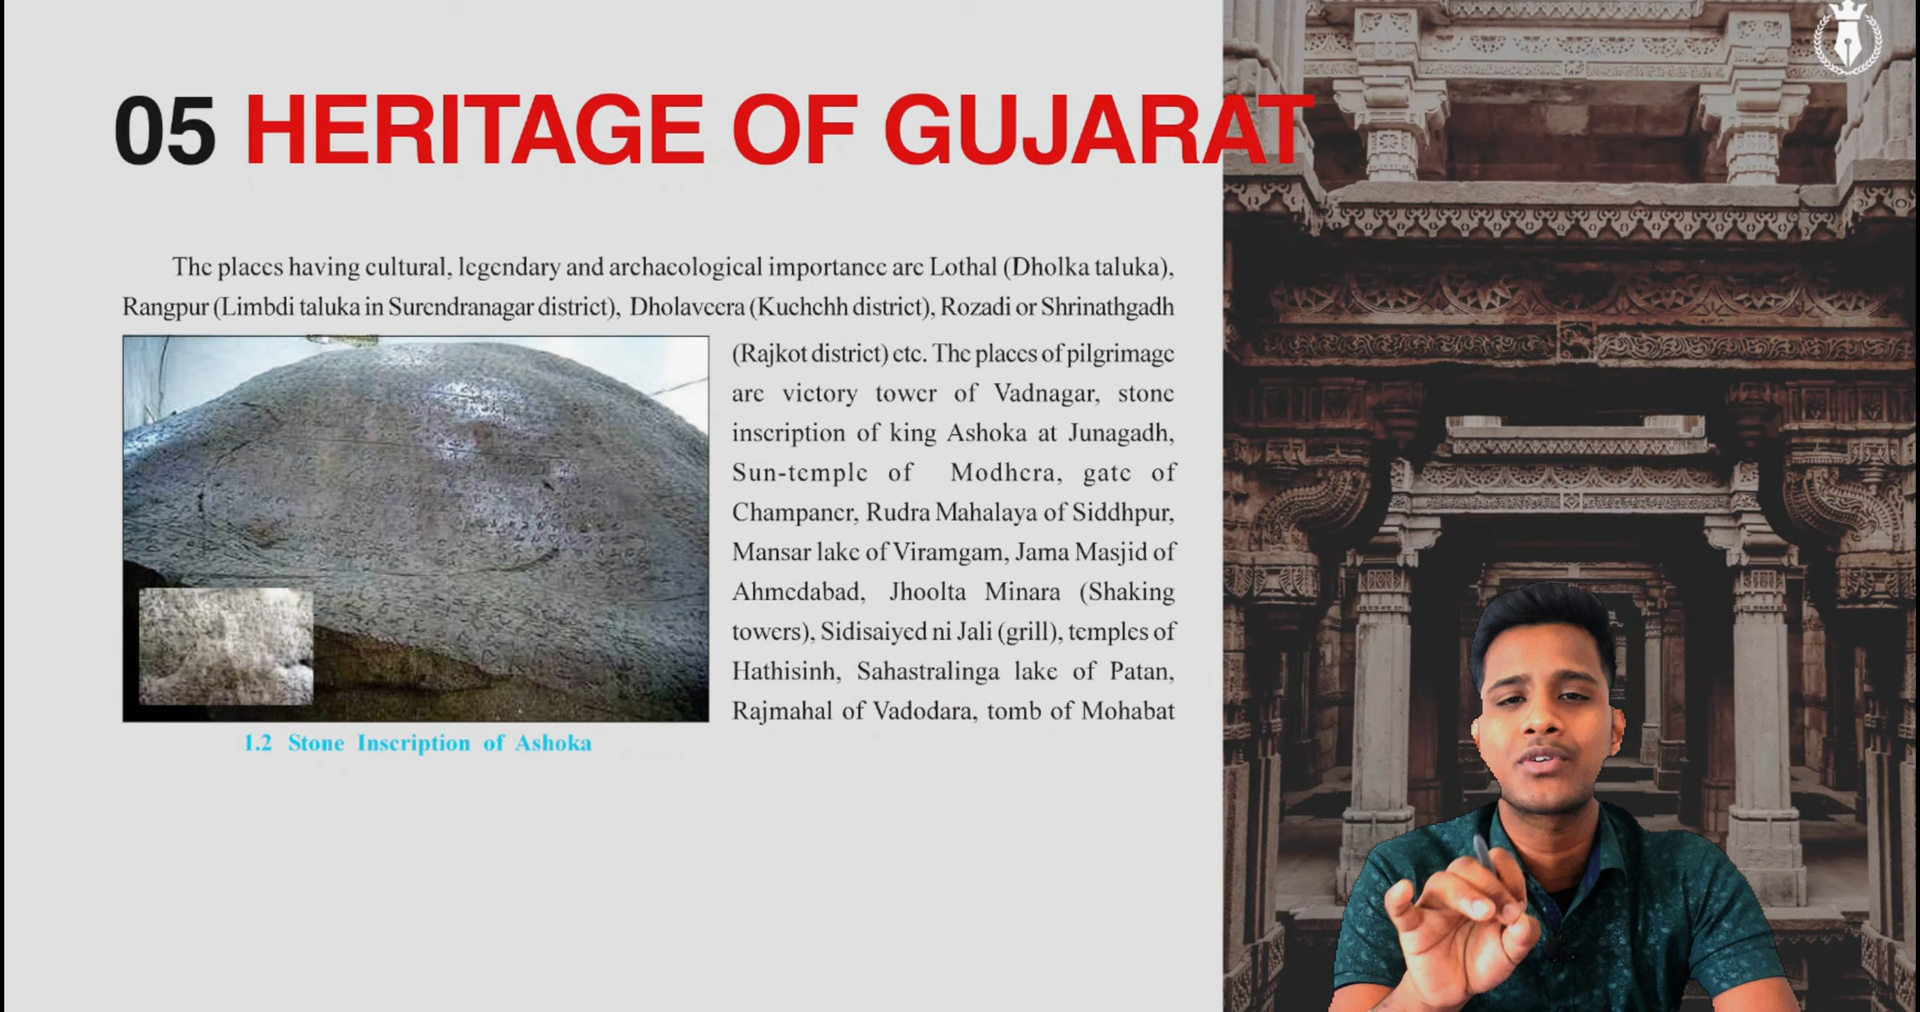 05 HERITAGE OF GUJARAT
The places having cultural, legendary and archaeological importance are Lothal (Dholka taluka),
Rangpur (Limbdi taluka in Surendranagar district), Dholaveera (Kuchchh district), Rozadi or Shrinathgadh
(Rajkot district) etc. The places of pilgrimage
are victory tower of Vadnagar, stone
inscription of king Ashoka at Junagadh,
Sun-temple of Modhera, gate of
Champaner, Rudra Mahalaya of Siddhpur,
Mansar lake of Viramgam, Jama Masjid of
Ahmedabad, Jhoolta Minara (Shaking
towers), Sidisaiyed ni Jali (grill), temples of
Hathisinh, Sahastralinga lake of Patan,
Rajmahal of Vadodara, tomb of Mohabat
1.2 Stone Inscription of Ashoka